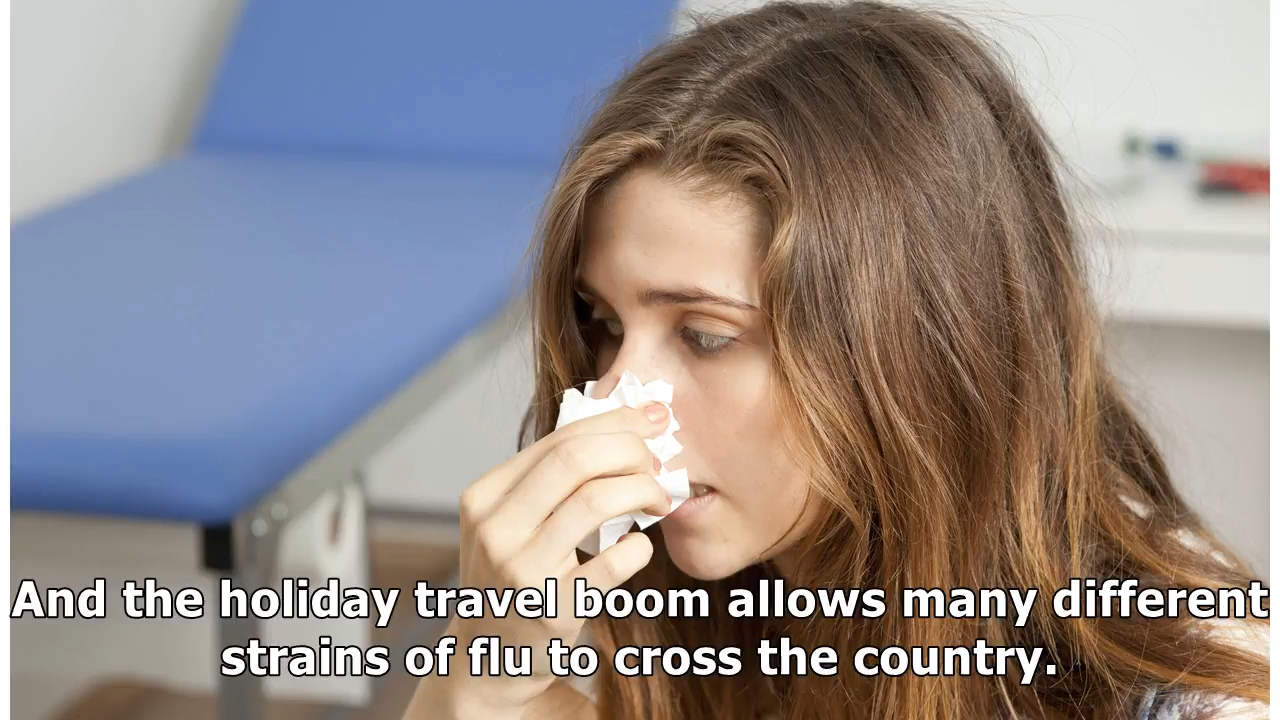 And the holiday travel boom allows many different
strains of flu to cross the country.